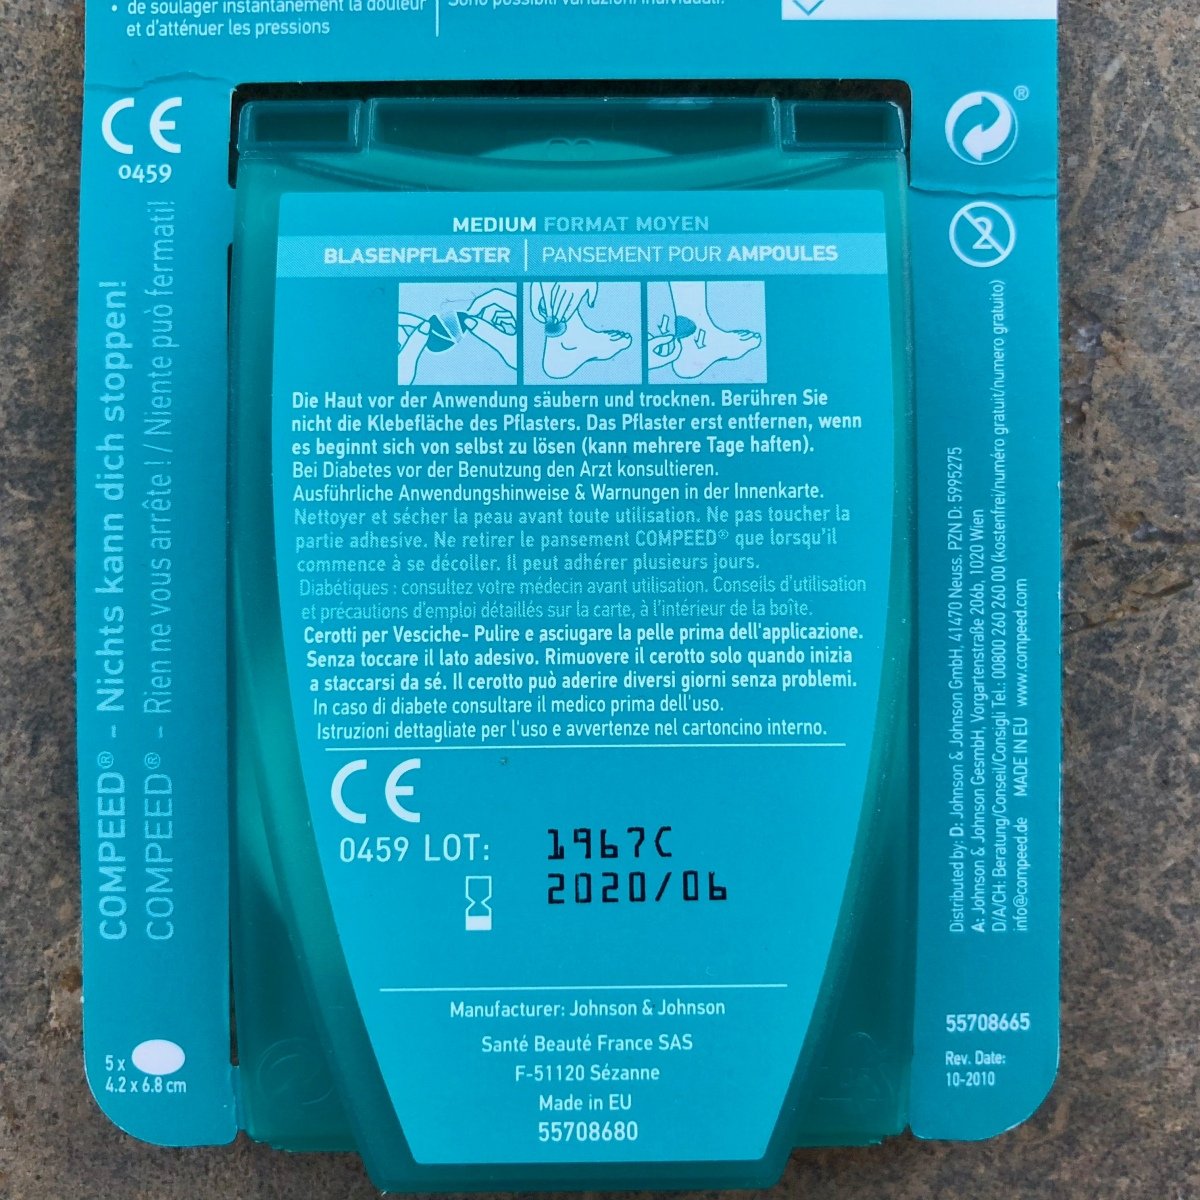 • de soulager instantanément la douleur
et d'atténuer les pressions
CE
0459
COMPEED® – Nichts kann dich stoppen!
COMPEED® – Rien ne vous arrête ! / Niente può fermati!
5 x
4.2 x 6.8 cm
MEDIUM FORMAT MOYEN
BLASENPFLASTER | PANSEMENT POUR AMPOULES
Die Haut vor der Anwendung säubern und trocknen. Berühren Sie
nicht die Klebefläche des Pflasters. Das Pflaster erst entfernen, wenn
es beginnt sich von selbst zu lösen (kann mehrere Tage haften).
Bei Diabetes vor der Benutzung den Arzt konsultieren.
Ausführliche Anwendungshinweise & Warnungen in der Innenkarte.
Nettoyer et sécher la peau avant toute utilisation. Ne pas toucher la
partie adhesive. Ne retirer le pansement COMPEED® que lorsqu'il
commence à se décoller. Il peut adhérer plusieurs jours.
Diabétiques : consultez votre médecin avant utilisation. Conseils d'utilisation
et précautions d'emploi détaillés sur la carte, à l'intérieur de la boîte.
Cerotti per Vesciche- Pulire e asciugare la pelle prima dell'applicazione.
Senza toccare il lato adesivo. Rimuovere il cerotto solo quando inizia
a staccarsi da sé. Il cerotto può aderire diversi giorni senza problemi.
In caso di diabete consultare il medico prima dell'uso.
Istruzioni dettagliate per l'uso e avvertenze nel cartoncino interno.
CE
0459 LOT: 1967C
2020/06
Manufacturer: Johnson & Johnson
Santé Beauté France SAS
F-51120 Sézanne
Made in EU
55708680
®
2
Distributed by: D: Johnson & Johnson GmbH, 41470 Neuss. PZN D: 5995275
A: Johnson & Johnson GesmbH, Vorgartenstraße 206b, 1020 Wien
D/A/CH: Beratung/Conseil/Consigli Tel.: 00800 260 260 00 (kostenfrei/numéro gratuit/numero gratuito)
info@compeed.de MADE IN EU www.compeed.com
55708665
Rev. Date:
10-2010